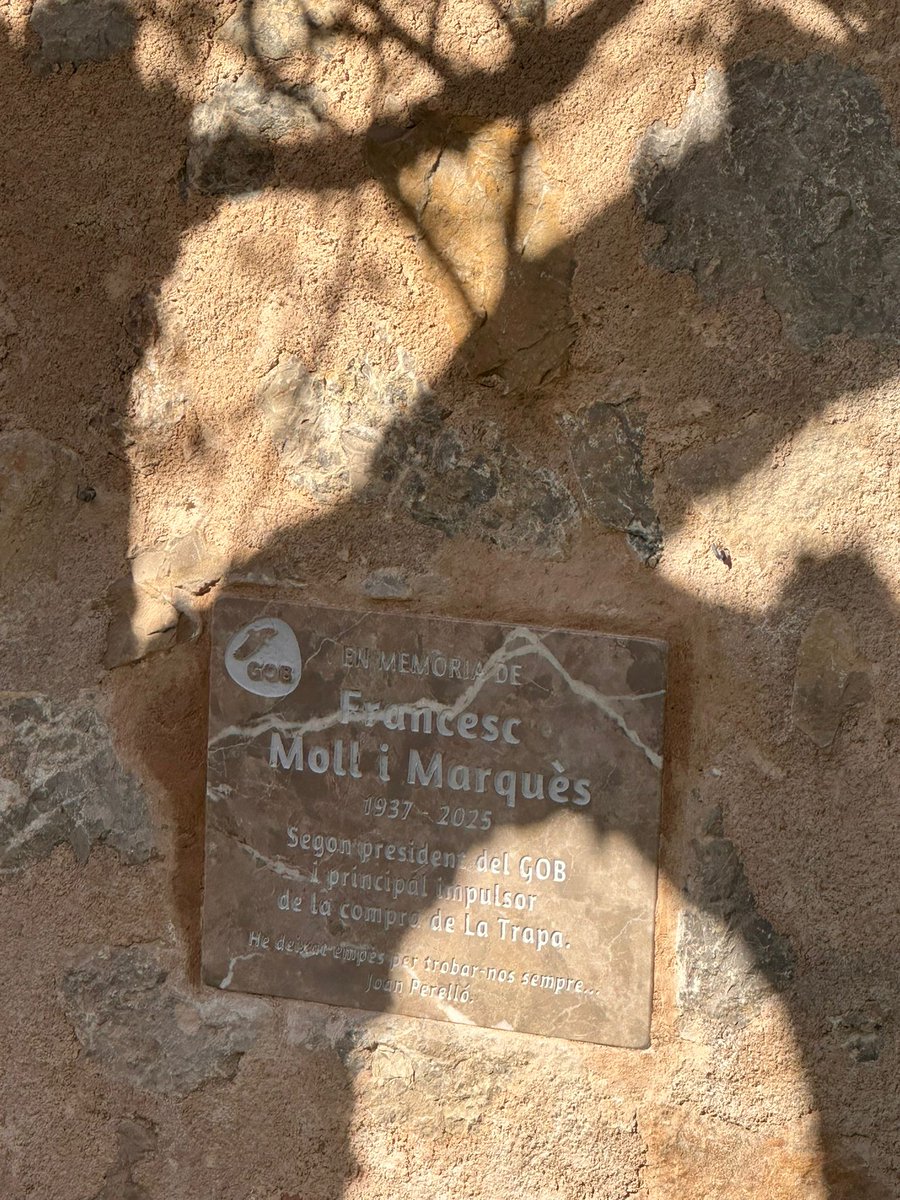 GOB
EN MEMÒRIA DE
Francesc
Moll i Marquès
1937 - 2025
Segon president del GOB
i principal impulsor
de la compra de La Trapa.
He deixat empès per trobar-nos sempre...
Joan Perelló.